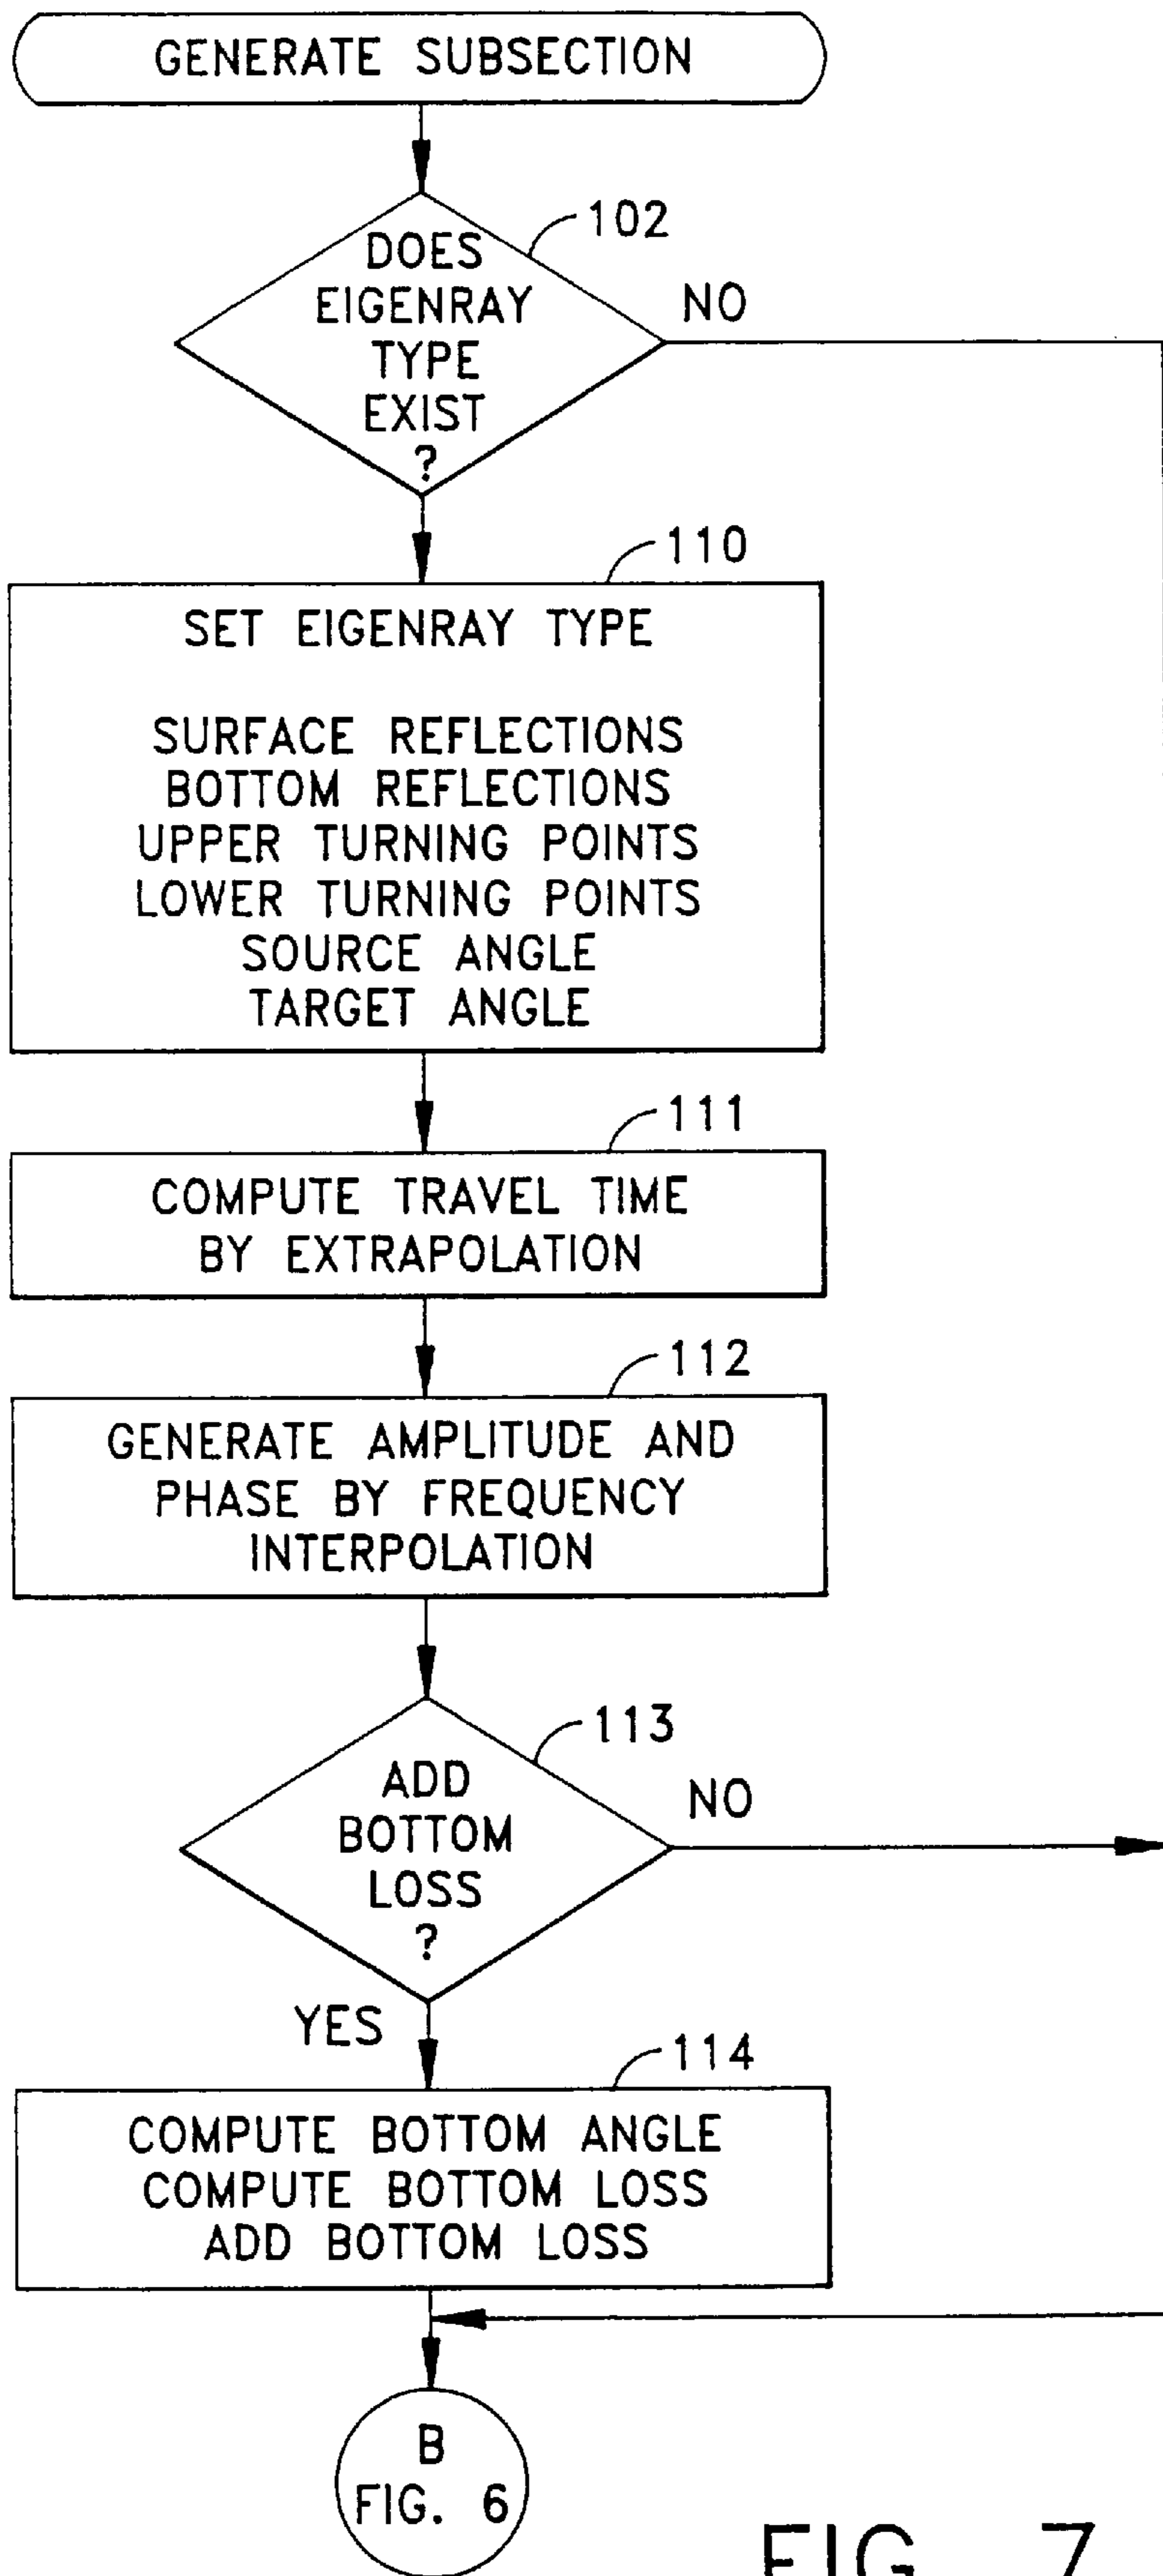 GENERATE SUBSECTION
102
DOES
EIGENRAY
TYPE
EXIST
?
NO
110
SET EIGENRAY TYPE
SURFACE REFLECTIONS
BOTTOM REFLECTIONS
UPPER TURNING POINTS
LOWER TURNING POINTS
SOURCE ANGLE
TARGET ANGLE
111
COMPUTE TRAVEL TIME
BY EXTRAPOLATION
112
GENERATE AMPLITUDE AND
PHASE BY FREQUENCY
INTERPOLATION
113
ADD
BOTTOM
LOSS
?
NO
YES
114
COMPUTE BOTTOM ANGLE
COMPUTE BOTTOM LOSS
ADD BOTTOM LOSS
B
FIG. 6
FIG. 7